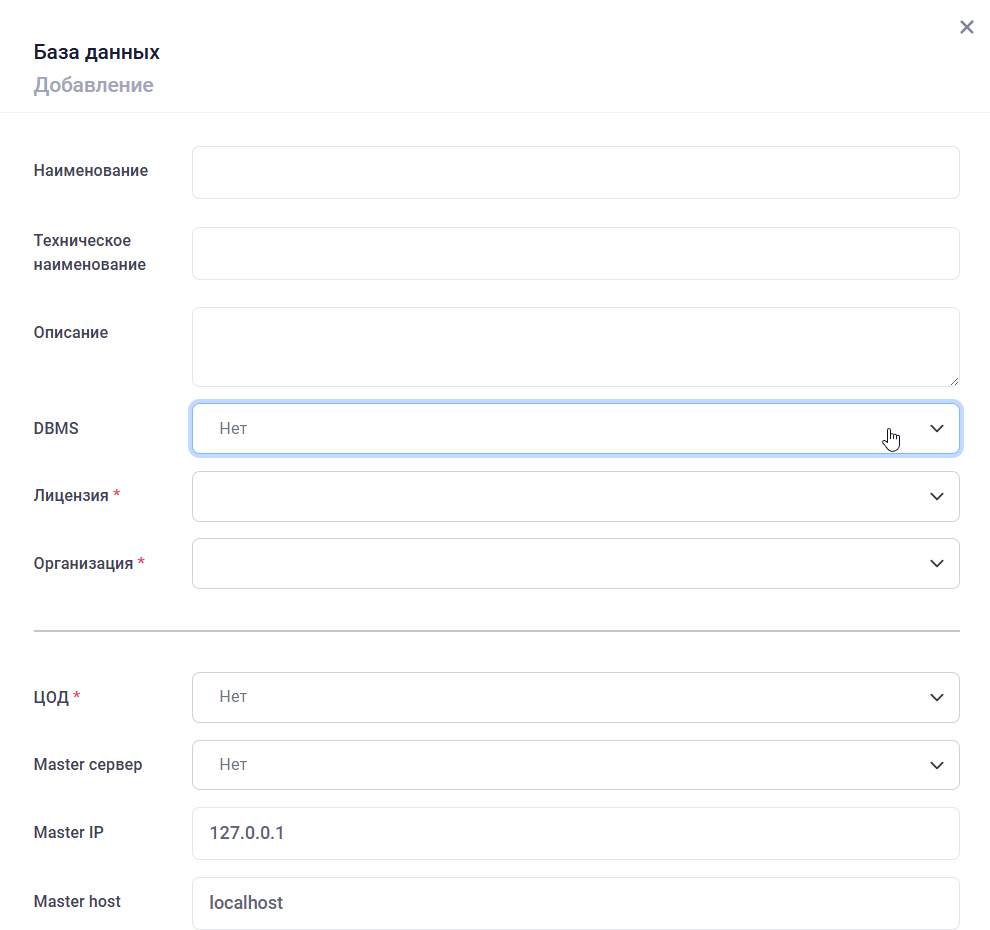 База данных
Добавление
Наименование
Техническое
наименование
Описание
DBMS
Нет
Лицензия *
Организация *
ЦОД *
Нет
Master сервер
Нет
Master IP
127.0.0.1
Master host
localhost